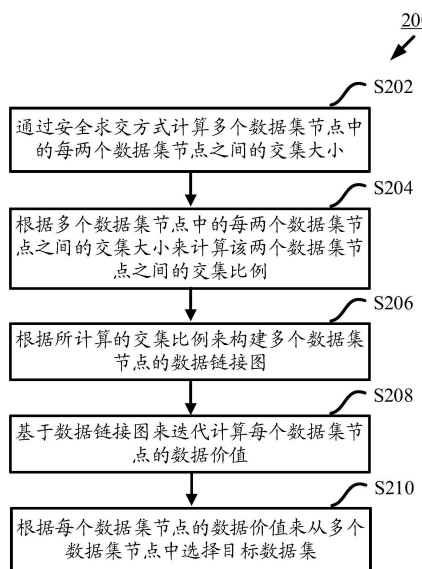 S202
通过安全求交方式计算多个数据集节点中
的每两个数据集节点之间的交集大小
S204
根据多个数据集节点中的每两个数据集节
点之间的交集大小来计算该两个数据集节
点之间的交集比例
S206
根据所计算的交集比例来构建多个数据集
节点的数据链接图
S208
基于数据链接图来迭代计算每个数据集节
点的数据价值
S210
根据每个数据集节点的数据价值来从多个
数据集节点中选择目标数据集